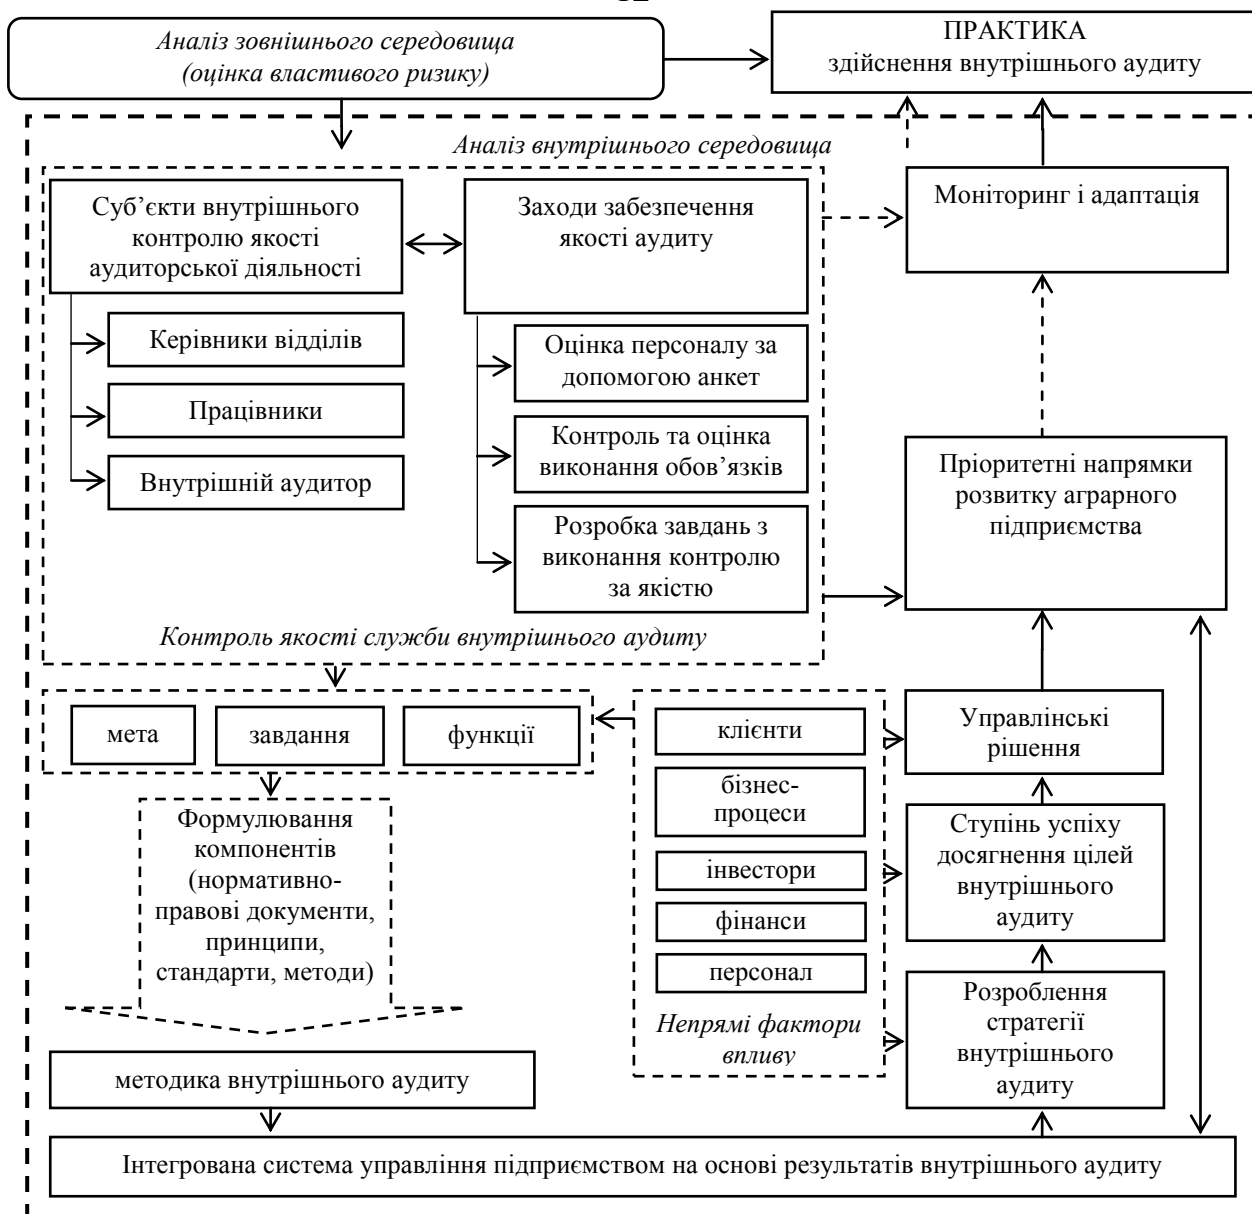 Аналіз зовнішнього середовища
(оцінка властивого ризику)
ПРАКТИКА
здійснення внутрішнього аудиту
Аналіз внутрішнього середовища
Суб’єкти внутрішнього
контролю якості
аудиторської діяльності
Заходи забезпечення
якості аудиту
Моніторинг і адаптація
Керівники відділів
Працівники
Внутрішній аудитор
Оцінка персоналу за
допомогою анкет
Контроль та оцінка
виконання обов’язків
Розробка завдань з
виконання контролю
за якістю
Пріоритетні напрямки
розвитку аграрного
підприємства
Контроль якості служби внутрішнього аудиту
мета
завдання
функції
клієнти
бізнес-
процеси
інвестори
фінанси
персонал
Непрямі фактори
впливу
Управлінські
рішення
Ступінь успіху
досягнення цілей
внутрішнього
аудиту
Розроблення
стратегії
внутрішнього
аудиту
Формулювання
компонентів
(нормативно-
правові документи,
принципи,
стандарти, методи)
методика внутрішнього аудиту
Інтегрована система управління підприємством на основі результатів внутрішнього аудиту